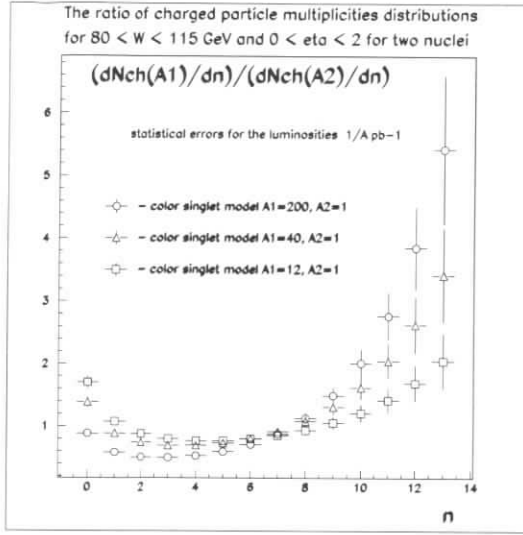 The ratio of charged particle multiplicities distributions
for 80 < W < 115 GeV and 0 < eta < 2 for two nuclei
(dNch(A1)/dn)/(dNch(A2)/dn)
statistical errors for the luminosities 1/A pb-1
- color singlet model A1=200, A2=1
- color singlet model A1=40, A2=1
- color singlet model A1=12, A2=1
6
5
4
3
2
1
0 2 4 6 8 10 12 14
n